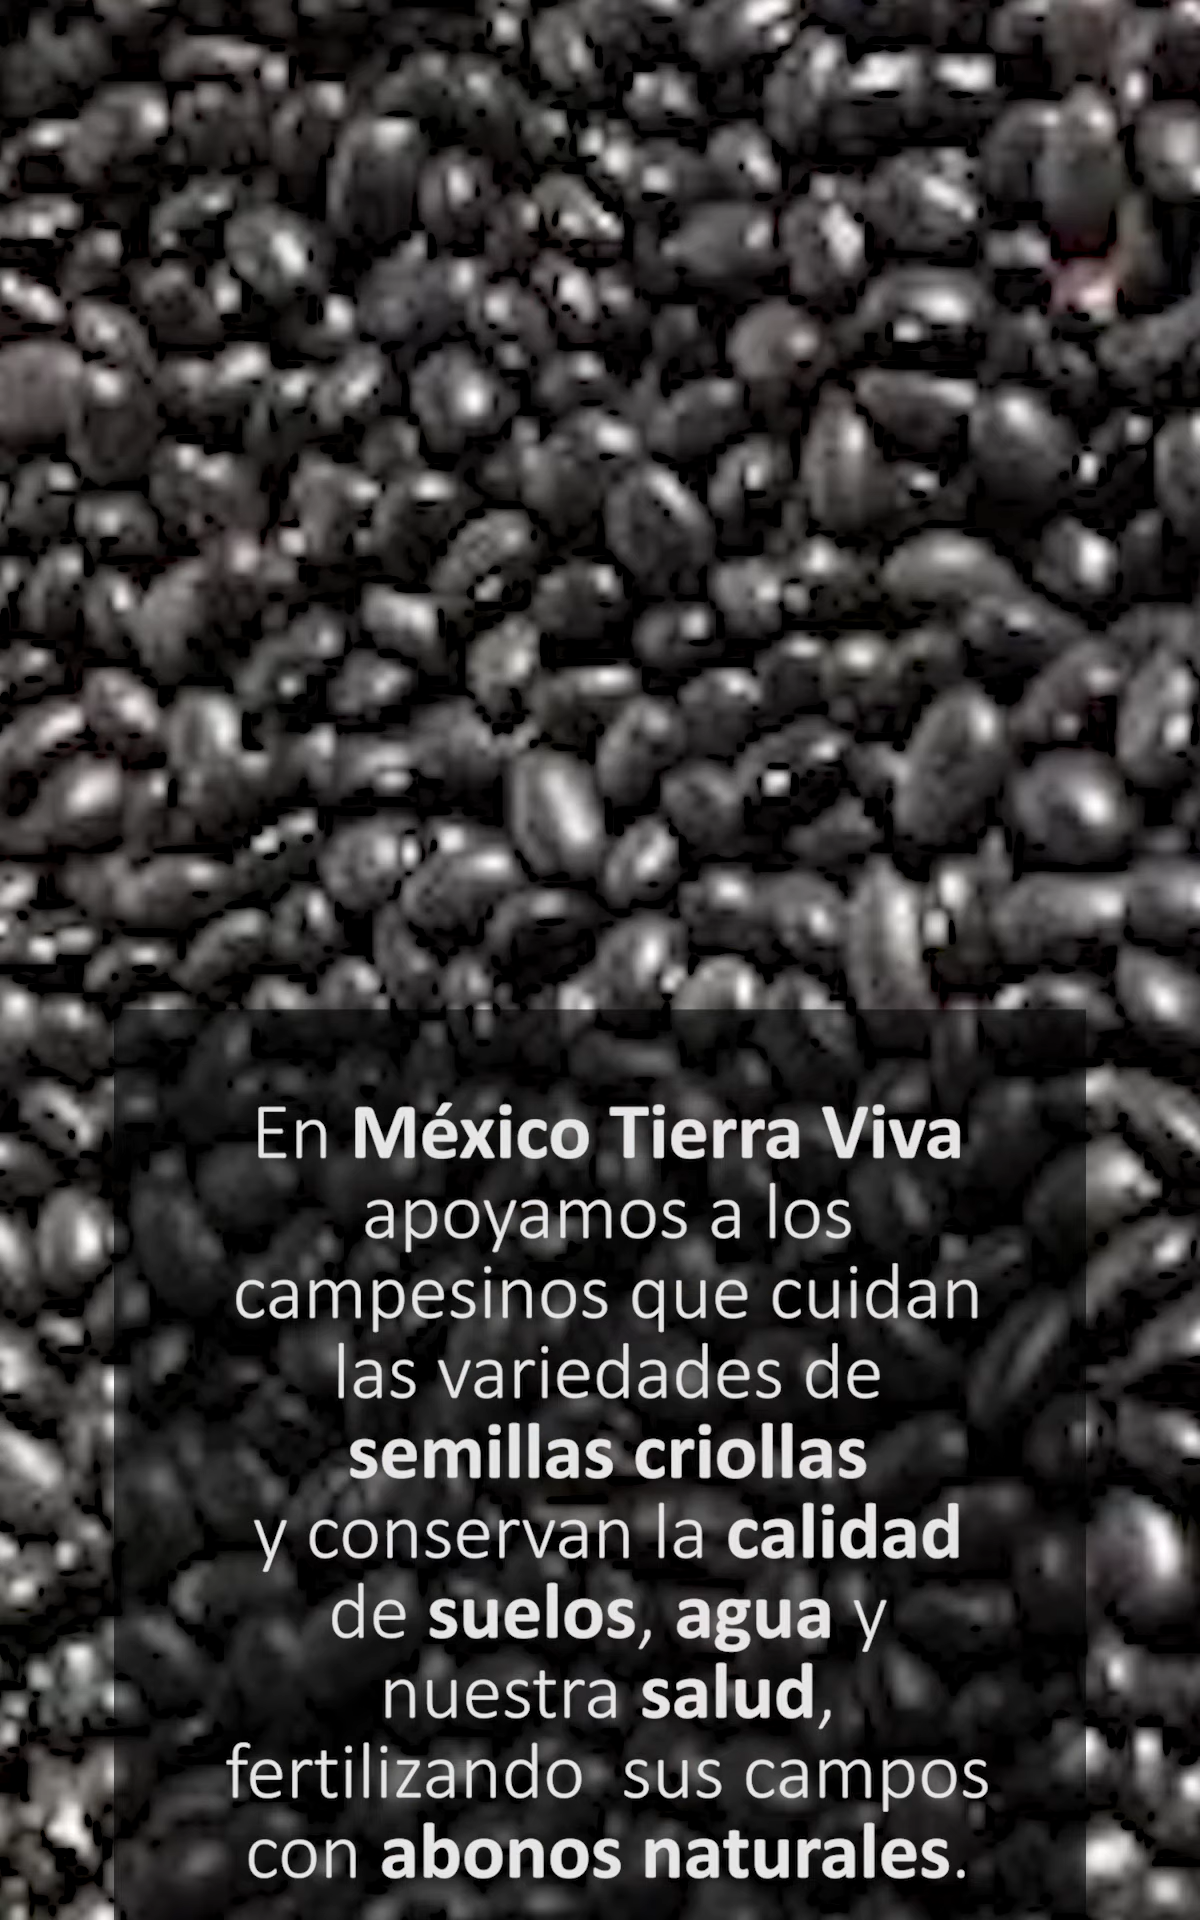 En México Tierra Viva
apoyamos a los
campesinos que cuidan
las variedades de
semillas criollas
y conservan la calidad
de suelos, agua y
nuestra salud,
fertilizando  sus campos
con abonos naturales.